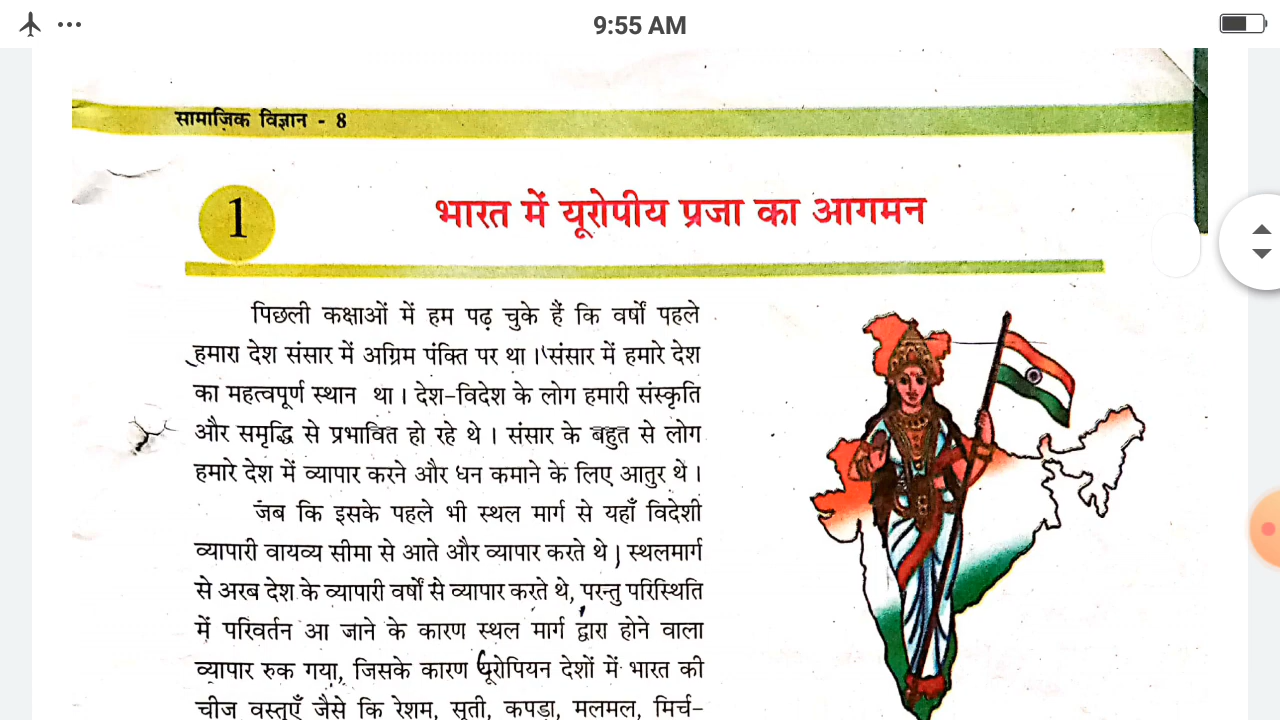 9:55 AM
सामाजिक विज्ञान - 8
1
भारत में यूरोपीय प्रजा का आगमन
पिछली कक्षाओं में हम पढ़ चुके हैं कि वर्षों पहले
हमारा देश संसार में अग्रिम पंक्ति पर था । संसार में हमारे देश
का महत्वपूर्ण स्थान था । देश-विदेश के लोग हमारी संस्कृति
और समृद्धि से प्रभावित हो रहे थे । संसार के बहुत से लोग
हमारे देश में व्यापार करने और धन कमाने के लिए आतुर थे ।
जब कि इसके पहले भी स्थल मार्ग से यहाँ विदेशी
व्यापारी वायव्य सीमा से आते और व्यापार करते थे । स्थलमार्ग
से अरब देश के व्यापारी वर्षों से व्यापार करते थे, परन्तु परिस्थिति
में परिवर्तन आ जाने के कारण स्थल मार्ग द्वारा होने वाला
व्यापार रुक गया, जिसके कारण यूरोपियन देशों में भारत की
चीज वस्तुएँ जैसे कि रेशम, सूती, कपड़ा, मलमल, मिर्च-